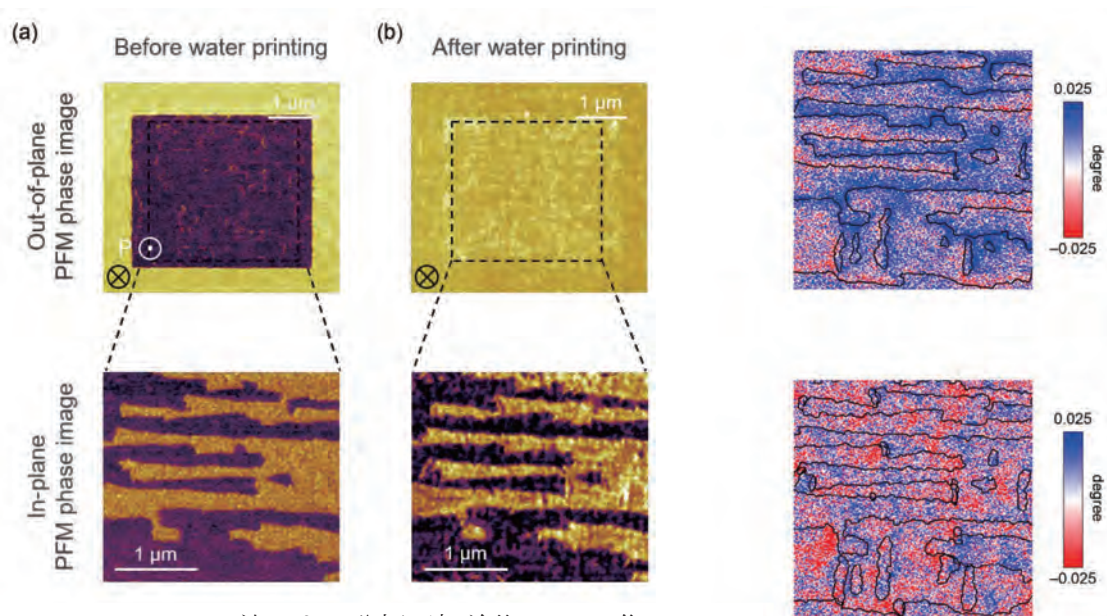 (a)
Before water printing
(b)
After water printing
Out-of-plane
PFM phase image
1 μm
P
1 μm
0.025
degree
−0.025
In-plane
PFM phase image
1 μm
1 μm
0.025
degree
−0.025